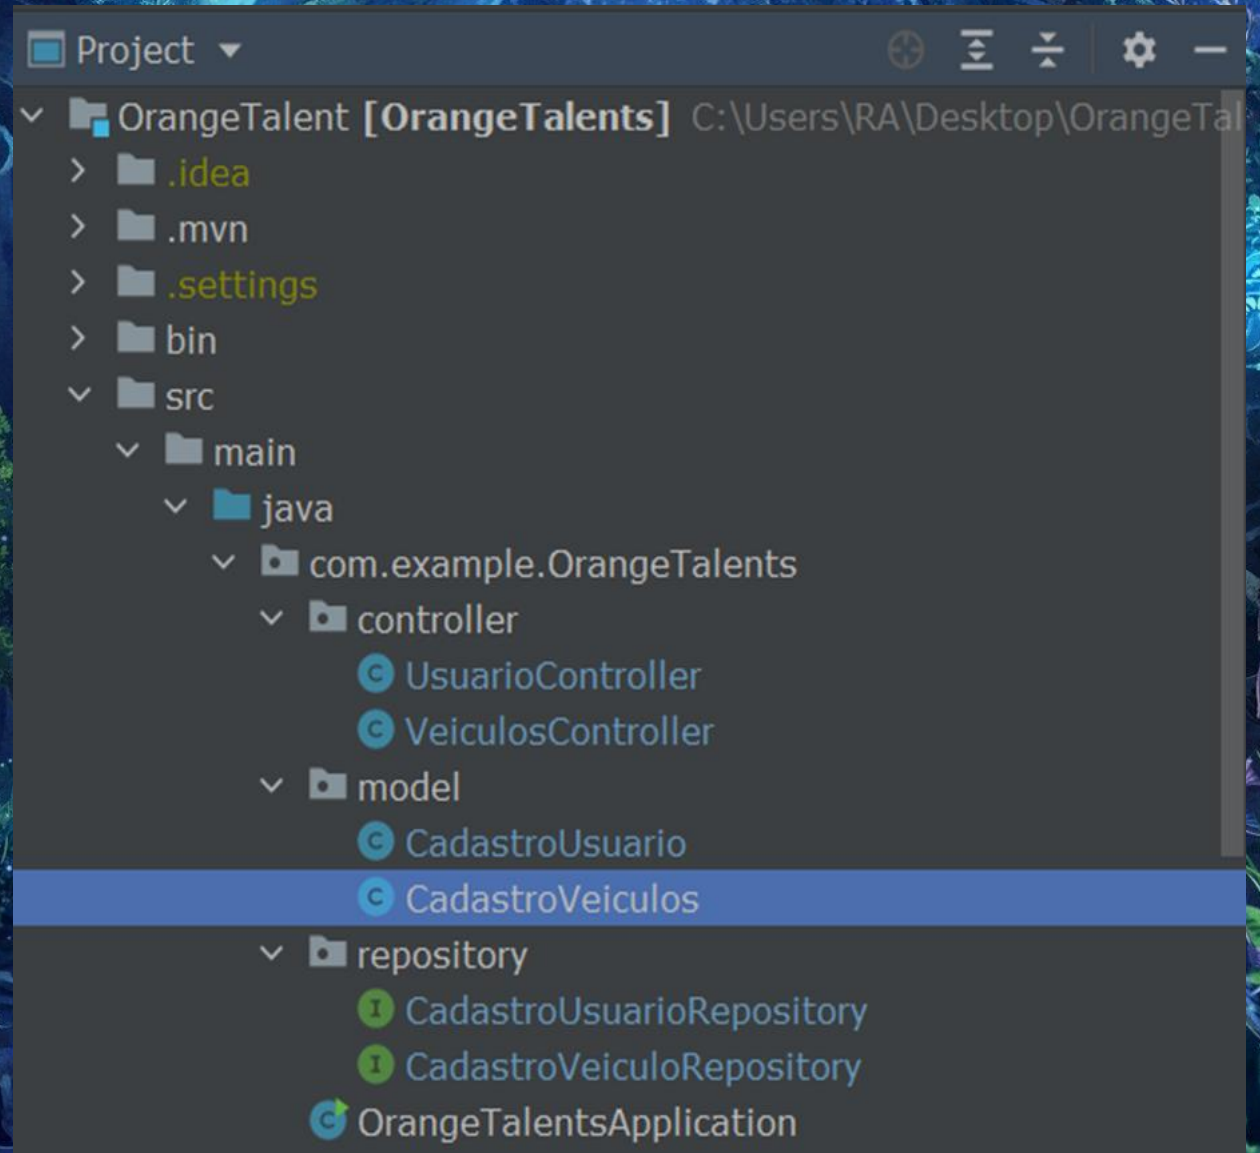 Project
OrangeTalent [OrangeTalents] C:\Users\RA\Desktop\OrangeTal
.idea
.mvn
.settings
bin
src
main
java
com.example.OrangeTalents
controller
C UsuarioController
C VeiculosController
model
C CadastroUsuario
C CadastroVeiculos
repository
I CadastroUsuarioRepository
I CadastroVeiculoRepository
C OrangeTalentsApplication